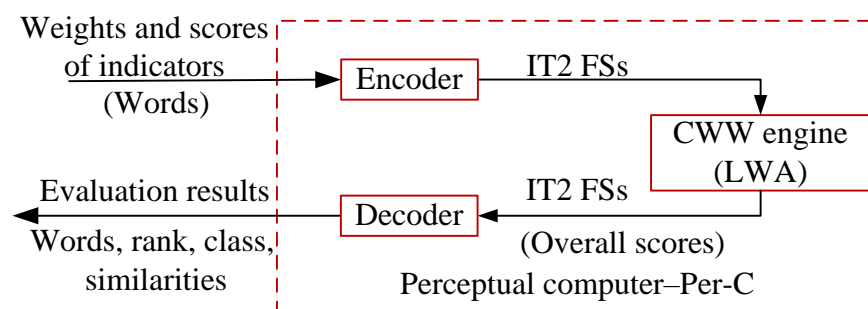 Weights and scores
of indicators
(Words)
Encoder
IT2 FSs
CWW engine
(LWA)
Evaluation results
Words, rank, class,
similarities
Decoder
IT2 FSs
(Overall scores)
Perceptual computer–Per-C